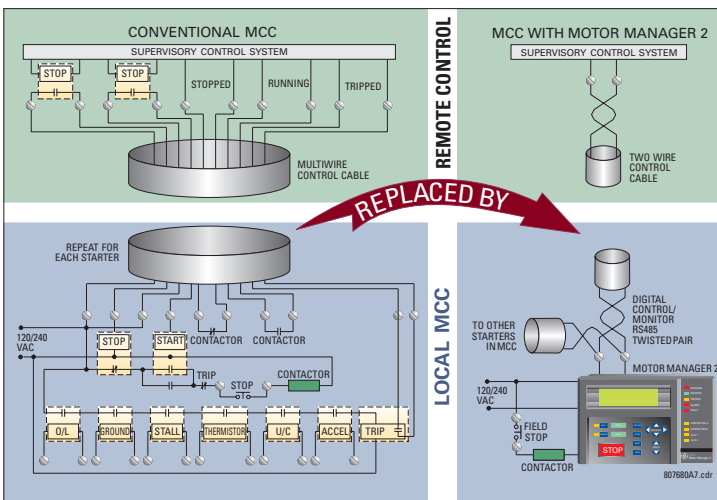 CONVENTIONAL MCC
SUPERVISORY CONTROL SYSTEM
STOP
STOP
STOPPED
RUNNING
TRIPPED
MULTIWIRE
CONTROL CABLE
REMOTE CONTROL
MCC WITH MOTOR MANAGER 2
SUPERVISORY CONTROL SYSTEM
TWO WIRE
CONTROL
CABLE
REPLACED BY
REPEAT FOR
EACH STARTER
120/240
VAC
STOP
START
CONTACTOR
CONTACTOR
TRIP
STOP
CONTACTOR
O/L
GROUND
STALL
THERMISTOR
U/C
ACCEL
TRIP
LOCAL MCC
DIGITAL
CONTROL/
MONITOR
RS485
TWISTED PAIR
TO OTHER
STARTERS
IN MCC
MOTOR MANAGER 2
120/240
VAC
FIELD
STOP
STOP
CONTACTOR
807680A7.cdr